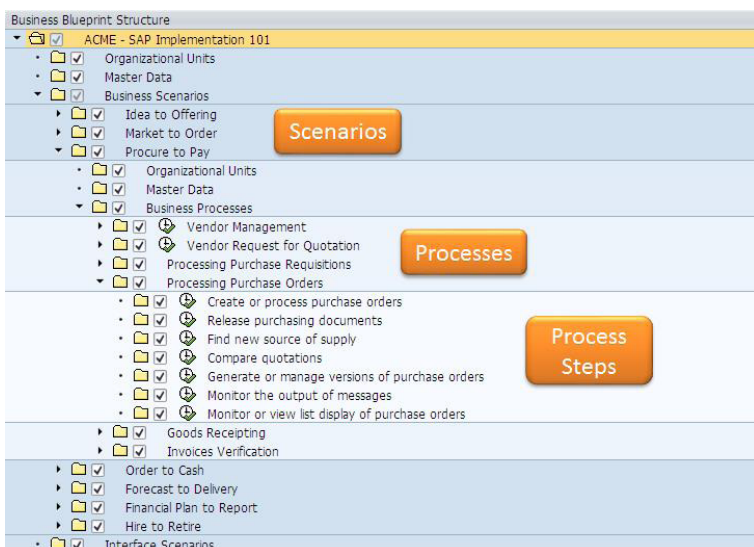 Business Blueprint Structure
ACME - SAP Implementation 101
Organizational Units
Master Data
Business Scenarios
Idea to Offering
Market to Order
Scenarios
Procure to Pay
Organizational Units
Master Data
Business Processes
Vendor Management
Vendor Request for Quotation
Processes
Processing Purchase Requisitions
Processing Purchase Orders
Create or process purchase orders
Release purchasing documents
Find new source of supply
Process
Steps
Compare quotations
Generate or manage versions of purchase orders
Monitor the output of messages
Monitor or view list display of purchase orders
Goods Receipting
Invoices Verification
Order to Cash
Forecast to Delivery
Financial Plan to Report
Hire to Retire
Interface Scenarios